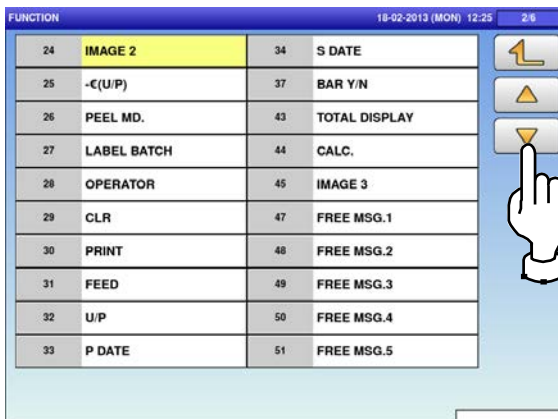 FUNCTION 18-02-2013 (MON) 12:25 2/6
24 IMAGE 2 34 S DATE
25 -€(U/P) 37 BAR Y/N
26 PEEL MD. 43 TOTAL DISPLAY
27 LABEL BATCH 44 CALC.
28 OPERATOR 45 IMAGE 3
29 CLR 47 FREE MSG.1
30 PRINT 48 FREE MSG.2
31 FEED 49 FREE MSG.3
32 U/P 50 FREE MSG.4
33 P DATE 51 FREE MSG.5